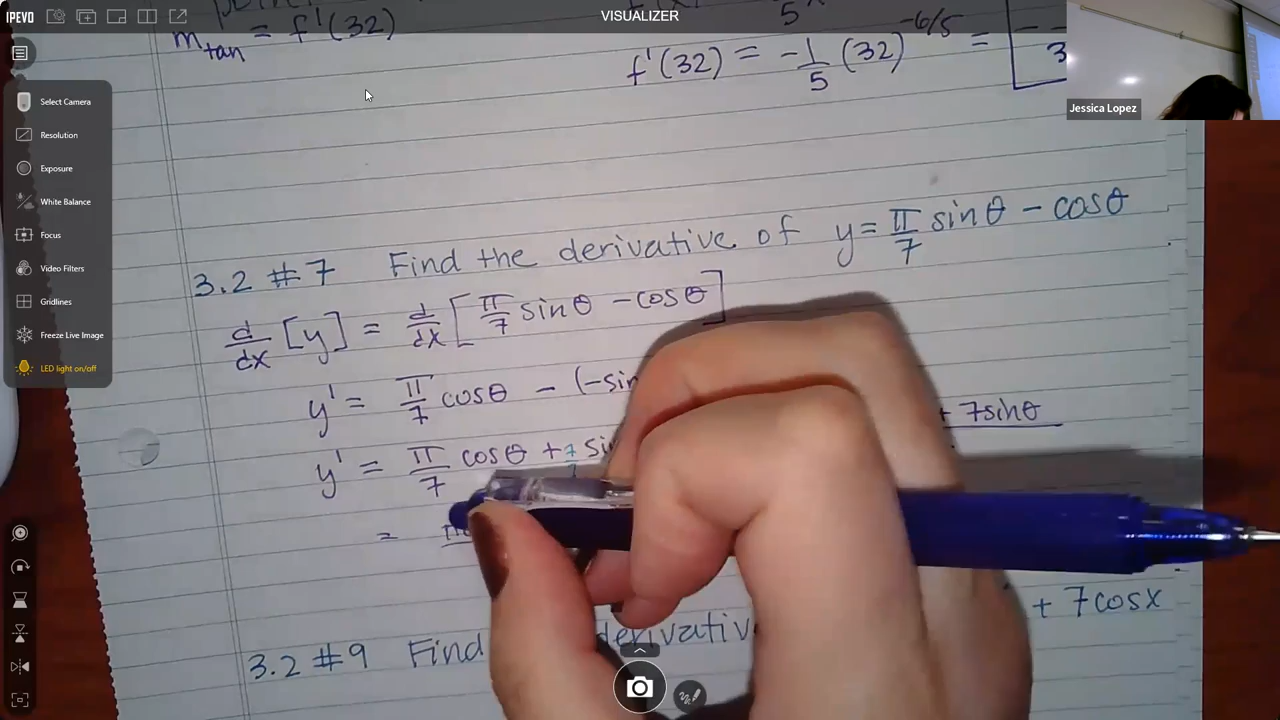 IPEVO
VISUALIZER
Select Camera
Resolution
Exposure
White Balance
Focus
Video Filters
Gridlines
Freeze Live Image
LED light on/off
Jessica Lopez
m_tan = f'(32)
f'(32) = -1/5 (32)^-6/5 =
3.2 #7 Find the derivative of y = π/7 sinθ - cosθ
d/dx [y] = d/dx [π/7 sinθ - cosθ]
y' = π/7 cosθ - (-sin
y' = π/7 cosθ + 7 sin
+ 7sinθ
=
3.2 #9 Find derivativ
+ 7cosx